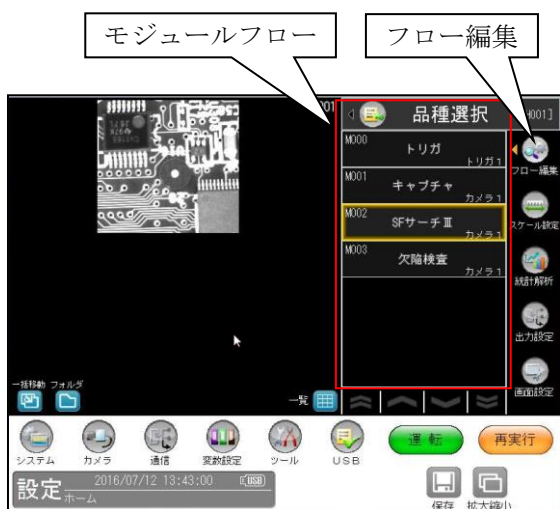 モジュールフロー
フロー編集
品種選択
M000
トリガ
トリガ1
M001
キャプチャ
カメラ1
M002
SFサーチⅢ
カメラ1
M003
欠陥検査
カメラ1
フロー編集
スケール設定
統計解析
出力設定
画面設定
一括移動 フォルダ
一覧
システム
カメラ
通信
変数設定
ツール
USB
運転
再実行
設定
2016/07/12 13:43:00
USB
ホーム
保存
拡大縮小